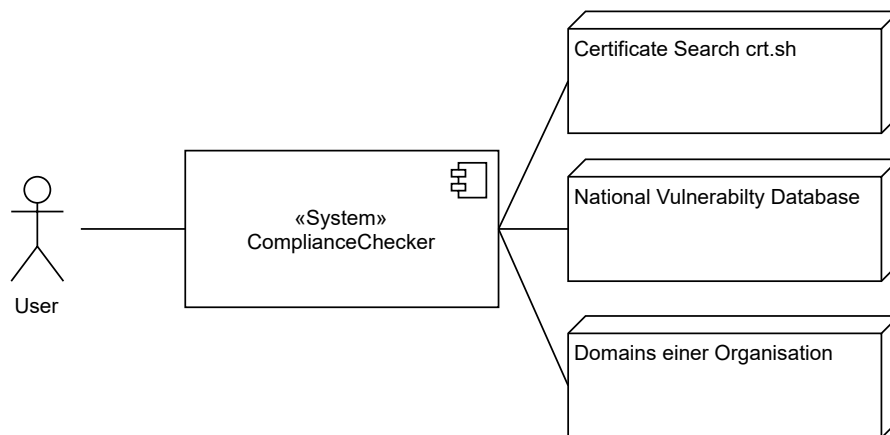 Certificate Search crt.sh
National Vulnerabilty Database
«System»
ComplianceChecker
User
Domains einer Organisation